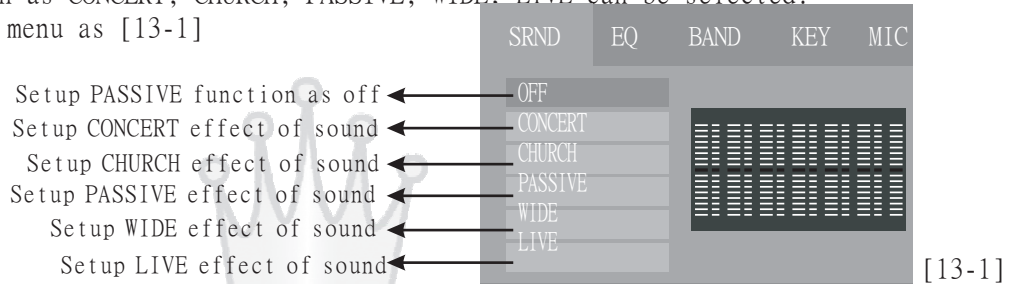 as CONCERT, CHURCH, PASSIVE, WIDE, LIVE can be selected.
menu as [13-1]
SRND EQ BAND KEY MIC
Setup PASSIVE function as off
OFF
Setup CONCERT effect of sound
CONCERT
Setup CHURCH effect of sound
CHURCH
Setup PASSIVE effect of sound
PASSIVE
Setup WIDE effect of sound
WIDE
Setup LIVE effect of sound
LIVE
[13-1]